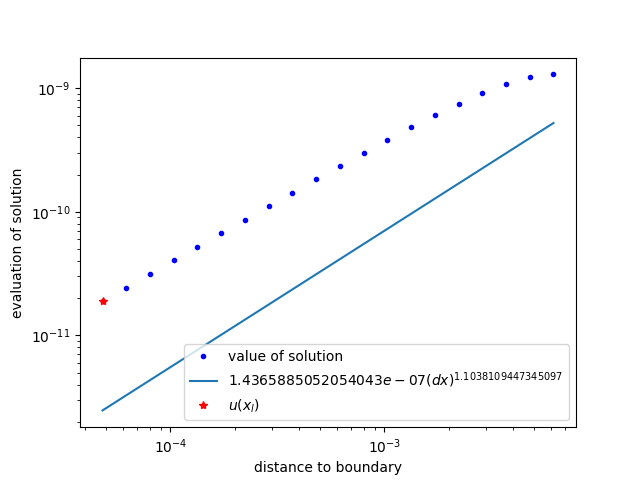 10^{-9}
10^{-10}
10^{-11}
evaluation of solution
value of solution
1.4365885052054043e − 07(dx)^{1.1038109447345097}
u(x_l)
10^{-4}
10^{-3}
distance to boundary